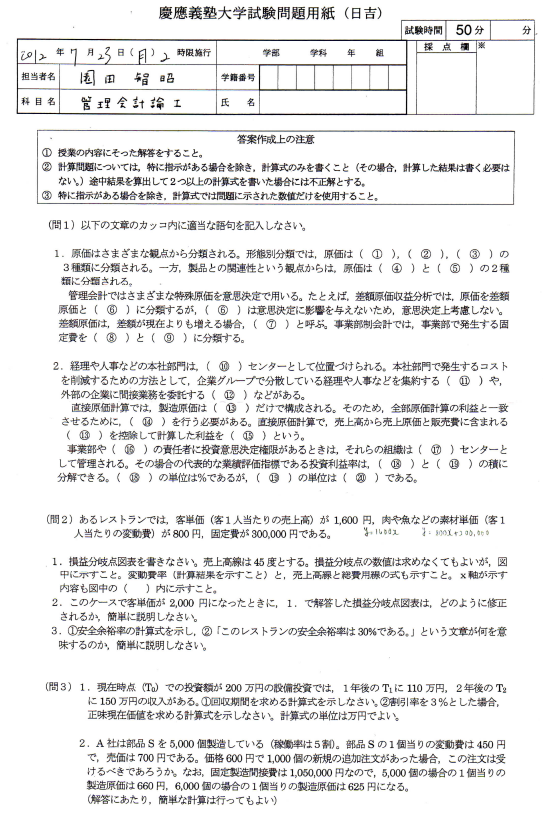 慶應義塾大学試験問題用紙（日吉）
試験時間 50分 分
2012年7月23日（月）2時限施行 学部 学科 年 組 採点欄 ※
担当者名 園田 智昭 学籍番号
科目名 管理会計論Ⅰ 氏名
答案作成上の注意
① 授業の内容にそった解答をすること。
② 計算問題については，特に指示がある場合を除き，計算式のみを書くこと（その場合，計算した結果は書く必要は
ない。）途中結果を算出して２つ以上の計算式を書いた場合には不正解とする。
③ 特に指示がある場合を除き，計算式では問題に示された数値だけを使用すること。
（問１）以下の文章のカッコ内に適当な語句を記入しなさい。
１．原価はさまざまな観点から分類される。形態別分類では，原価は（ ① ），（ ② ），（ ③ ）の
３種類に分類される。一方，製品との関連性という観点からは，原価は（ ④ ）と（ ⑤ ）の２種
類に分類される。
管理会計ではさまざまな特殊原価を意思決定で用いる。たとえば，差額原価収益分析では，原価を差額
原価と（ ⑥ ）に分類するが，（ ⑥ ）は意思決定に影響を与えないため，意思決定上考慮しない。
差額原価は，差額が現在よりも増える場合，（ ⑦ ）と呼ぶ。事業部制会計では，事業部で発生する固
定費を（ ⑧ ）と（ ⑨ ）に分類する。
２．経理や人事などの本社部門は，（ ⑩ ）センターとして位置づけられる。本社部門で発生するコスト
を削減するための方法として，企業グループで分散している経理や人事などを集約する（ ⑪ ）や，
外部の企業に間接業務を委託する（ ⑫ ）などがある。
直接原価計算では，製造原価は（ ⑬ ）だけで構成される。そのため，全部原価計算の利益と一致
させるために，（ ⑭ ）を行う必要がある。直接原価計算で，売上高から売上原価と販売費に含まれる
（ ⑬ ）を控除して計算した利益を（ ⑮ ）という。
事業部や（ ⑯ ）の責任者に投資意思決定権限があるときは，それらの組織は（ ⑰ ）センターと
して管理される。その場合の代表的な業績評価指標である投資利益率は，（ ⑱ ）と（ ⑲ ）の積に
分解できる。（ ⑱ ）の単位は％であるが，（ ⑲ ）の単位は（ ⑳ ）である。
（問２）あるレストランでは，客単価（客１人当たりの売上高）が 1,600 円，肉や魚などの素材単価（客１
人当たりの変動費）が 800 円，固定費が 300,000 円である。 y=1600x y=800x+300,000
１．損益分岐点図表を書きなさい。売上高線は 45 度とする。損益分岐点の数値は求めなくてもよいが，図
中に示すこと。変動費率（計算結果を示すこと）と，売上高線と総費用線の式も示すこと。ｘ軸が示す
内容も図中の（ ）内に示すこと。
２．このケースで客単価が 2,000 円になったときに，１．で解答した損益分岐点図表は，どのように修正
されるか，簡単に説明しなさい。
３．①安全余裕率の計算式を示し，②「このレストランの安全余裕率は 30％である。」という文章が何を意
味するのか，簡単に説明しなさい。
（問３）１．現在時点（T₀）での投資額が 200 万円の設備投資では，１年後の T₁に 110 万円，２年後の T₂
に 150 万円の収入がある。①回収期間を求める計算式を示しなさい。②割引率を３％とした場合，
正味現在価値を求める計算式を示しなさい。計算式の単位は万円でよい。
２．A 社は部品 S を 5,000 個製造している（稼働率は５割）。部品 S の１個当りの変動費は 450 円
で，売価は 700 円である。価格 600 円で 1,000 個の新規の追加注文があった場合，この注文は受
けるべきであろうか。なお，固定製造間接費は 1,050,000 円なので，5,000 個の場合の１個当りの
製造原価は 660 円，6,000 個の場合の１個当りの製造原価は 625 円になる。
（解答にあたり，簡単な計算は行ってもよい）